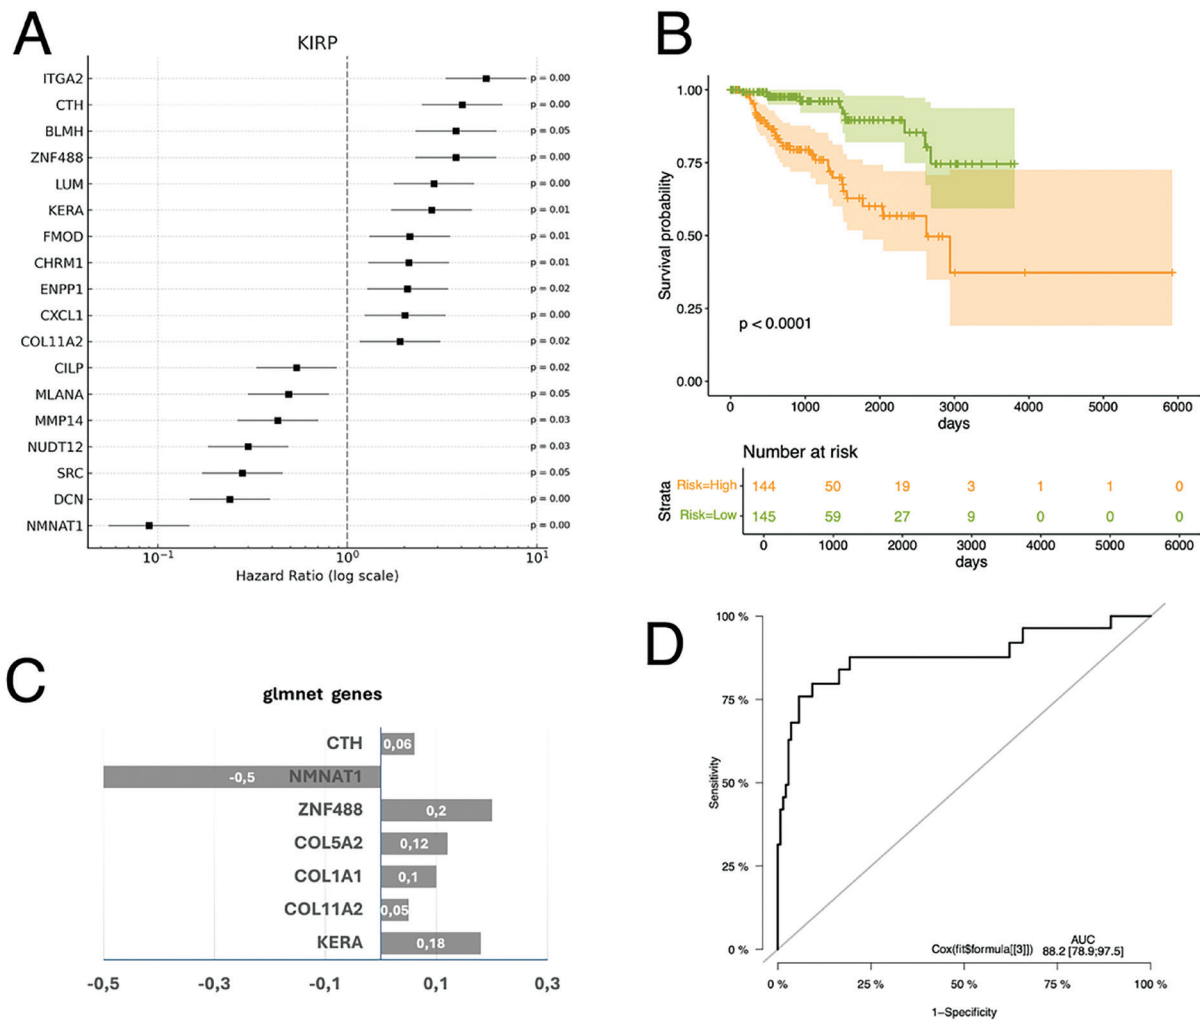 A
KIRP
ITGA2 p = 0.00
CTH p = 0.00
BLMH p = 0.05
ZNF488 p = 0.00
LUM p = 0.00
KERA p = 0.01
FMOD p = 0.01
CHRM1 p = 0.01
ENPP1 p = 0.02
CXCL1 p = 0.00
COL11A2 p = 0.02
CILP p = 0.02
MLANA p = 0.05
MMP14 p = 0.03
NUDT12 p = 0.03
SRC p = 0.05
DCN p = 0.00
NMNAT1 p = 0.00
10⁻¹ 10⁰ 10¹
Hazard Ratio (log scale)
B
Survival probability
1.00
0.75
0.50
0.25
0.00
p < 0.0001
0 1000 2000 3000 4000 5000 6000
days
Number at risk
Strata
Risk=High 144 50 19 3 1 1 0
Risk=Low 145 59 27 9 0 0 0
0 1000 2000 3000 4000 5000 6000
days
C
glmnet genes
CTH 0,06
-0,5 NMNAT1
ZNF488 0,2
COL5A2 0,12
COL1A1 0,1
COL11A2 0,05
KERA 0,18
-0,5 -0,3 -0,1 0,1 0,3
D
Sensitivity
100 %
75 %
50 %
25 %
0 %
AUC
Cox(fit$formula[[3]]) 88.2 [78.9;97.5]
0 % 25 % 50 % 75 % 100 %
1−Specificity